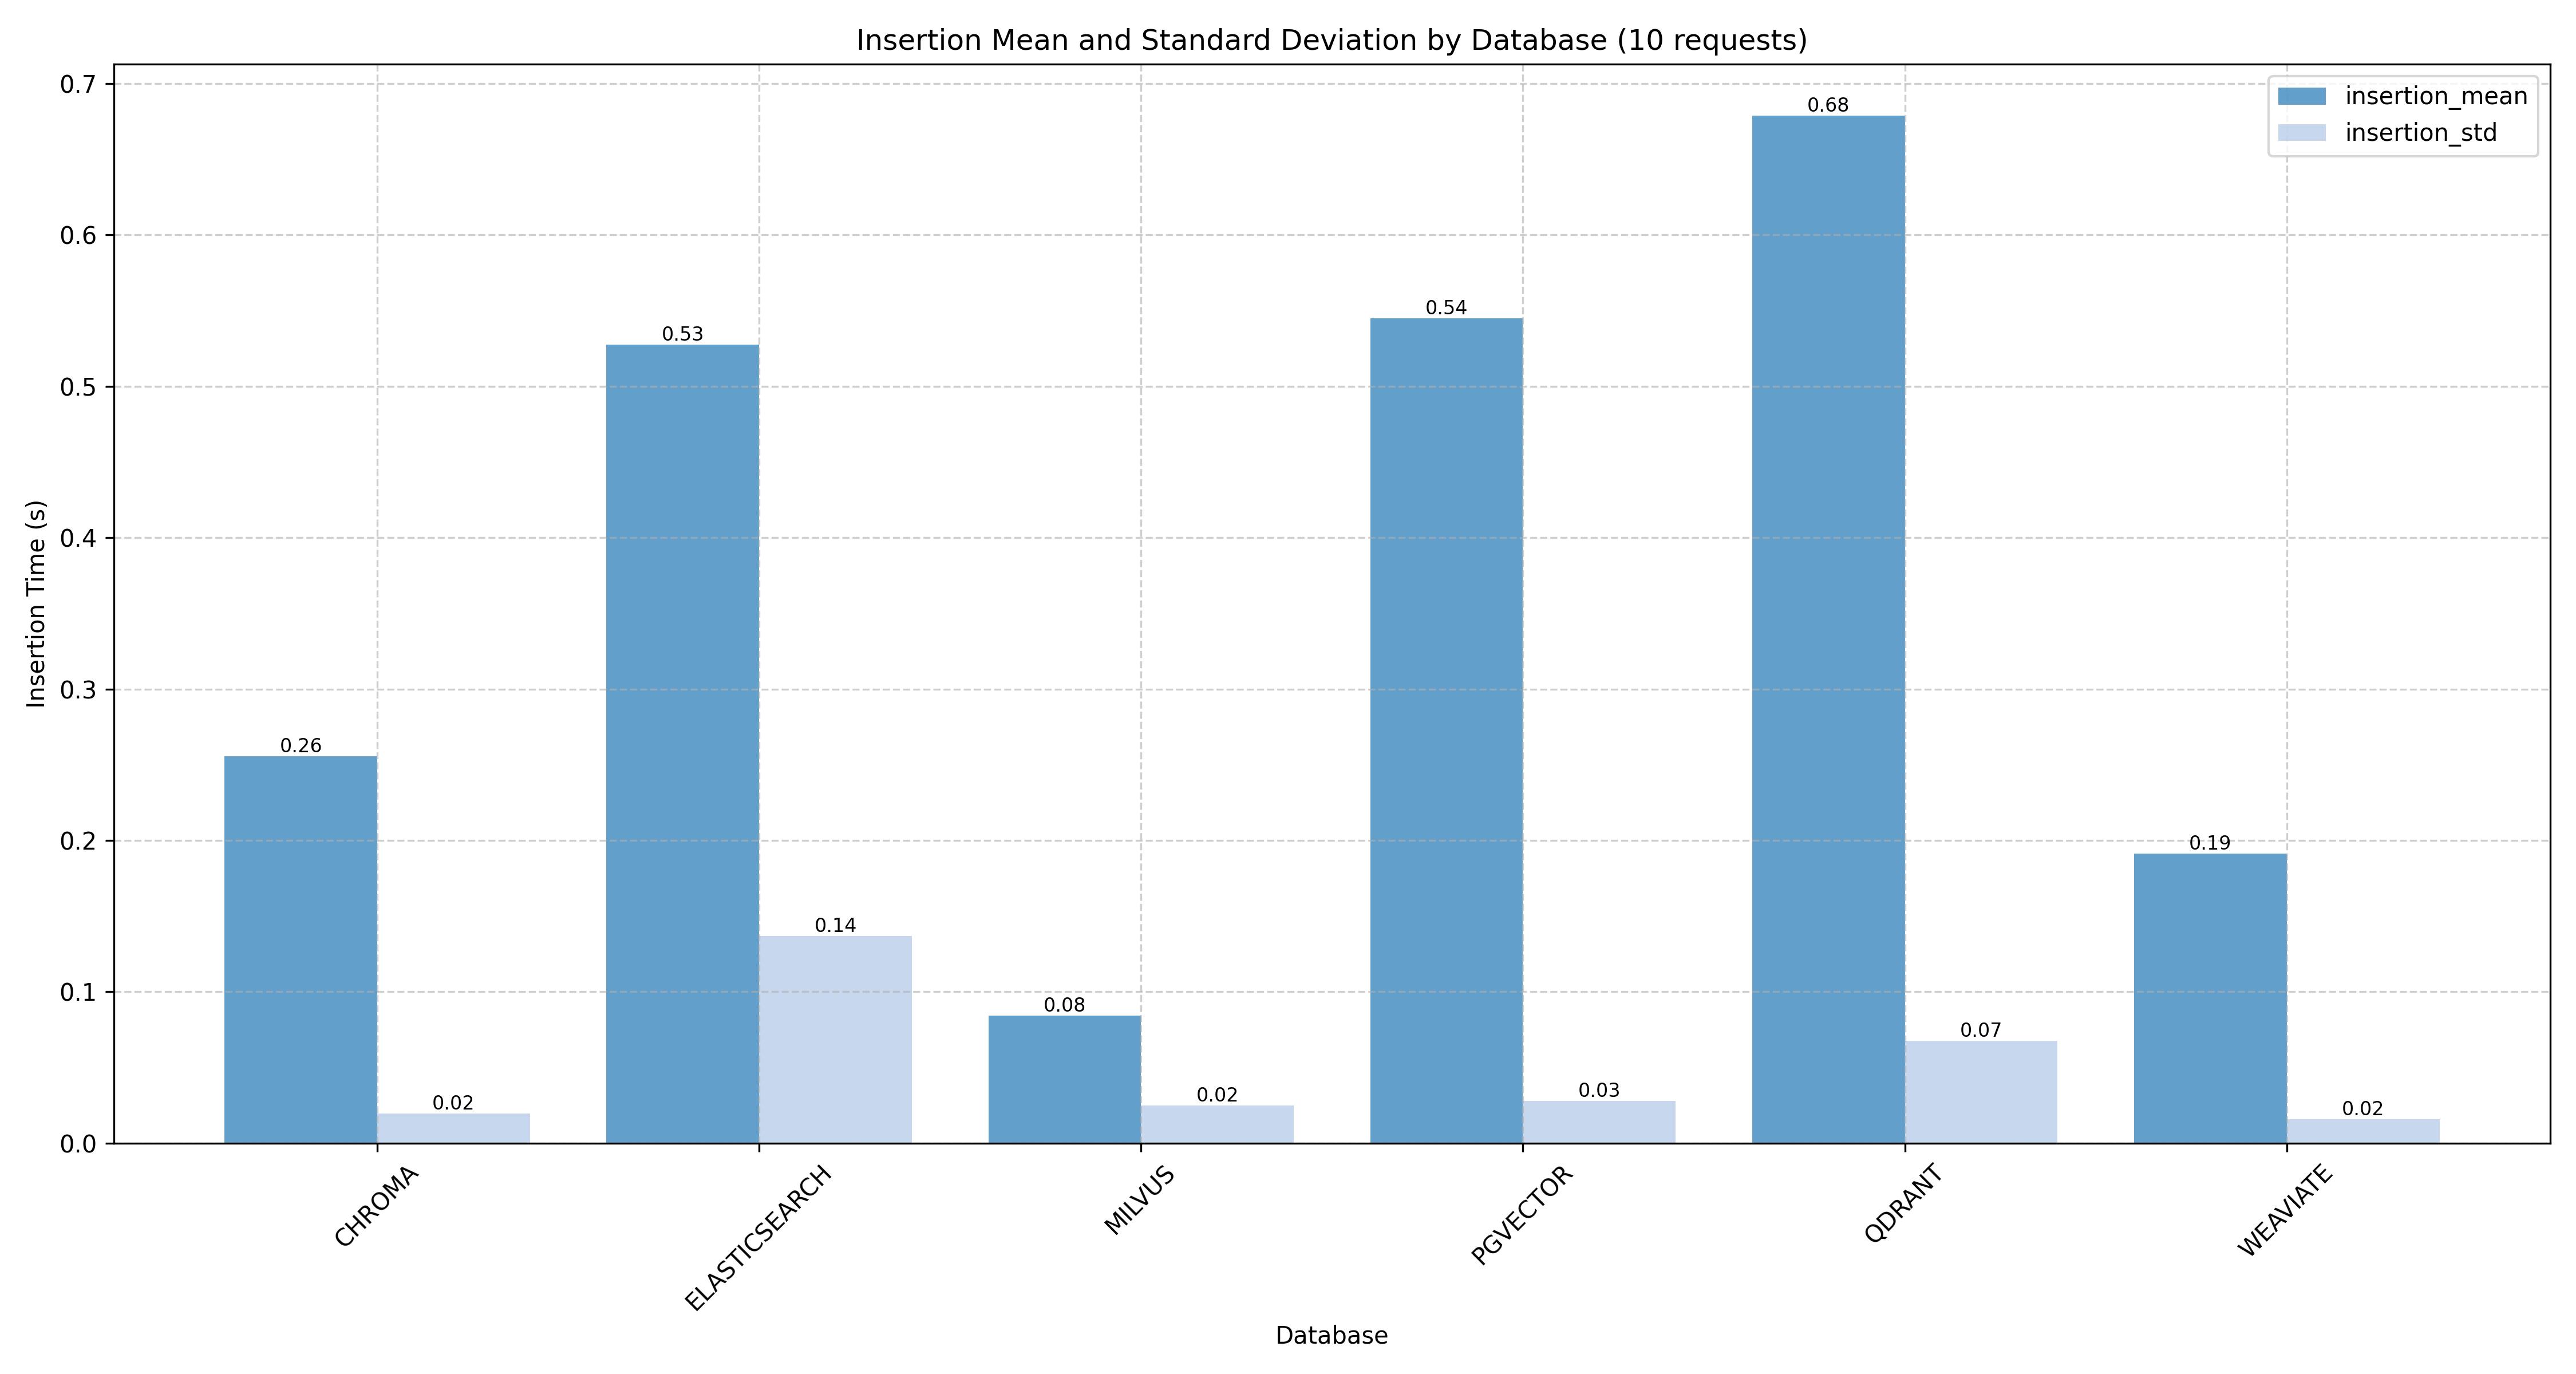 Insertion Mean and Standard Deviation by Database (10 requests)
insertion_mean
insertion_std
Insertion Time (s)
0.7
0.6
0.5
0.4
0.3
0.2
0.1
0.0
0.26
0.02
0.53
0.14
0.08
0.02
0.54
0.03
0.68
0.07
0.19
0.02
CHROMA
ELASTICSEARCH
MILVUS
PGVECTOR
QDRANT
WEAVIATE
Database